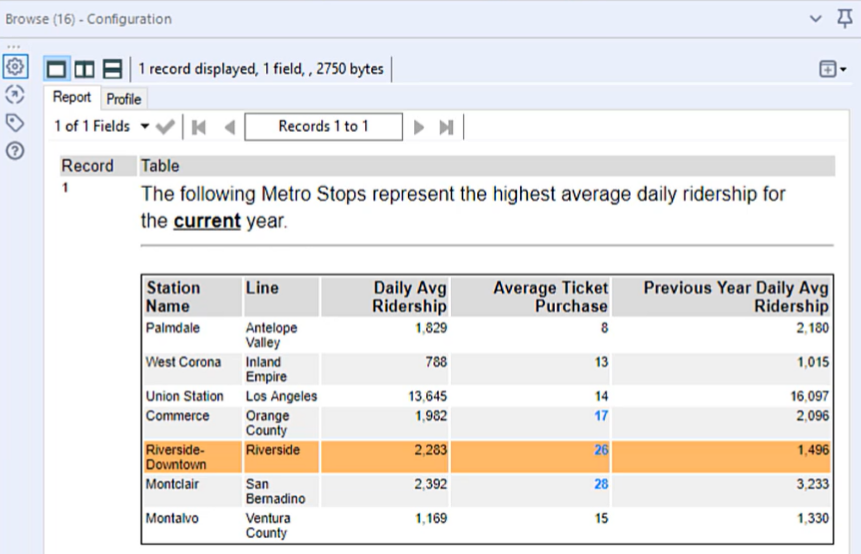 Browse (16) - Configuration
1 record displayed, 1 field, , 2750 bytes
Report Profile
1 of 1 Fields Records 1 to 1
Record Table
1 The following Metro Stops represent the highest average daily ridership for
the current year.
Station Name Line Daily Avg Ridership Average Ticket Purchase Previous Year Daily Avg Ridership
Palmdale Antelope Valley 1,829 8 2,180
West Corona Inland Empire 788 13 1,015
Union Station Los Angeles 13,645 14 16,097
Commerce Orange County 1,982 17 2,096
Riverside-Downtown Riverside 2,283 26 1,496
Montclair San Bernadino 2,392 28 3,233
Montalvo Ventura County 1,169 15 1,330